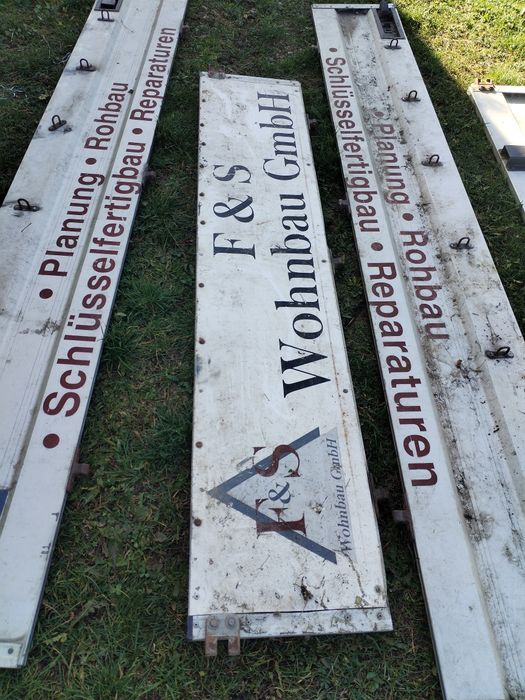 • Planung • Rohbau
• Schlüsselfertigbau • Reparaturen
F & S
Wohnbau GmbH
F&S
Wohnbau GmbH
• Planung • Rohbau
• Schlüsselfertigbau • Reparaturen